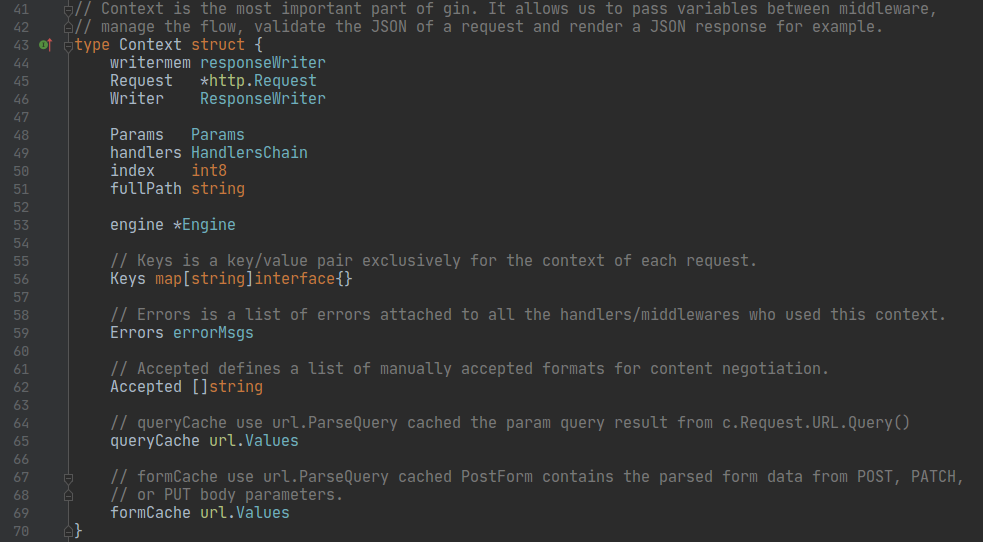 41 // Context is the most important part of gin. It allows us to pass variables between middleware,
42 // manage the flow, validate the JSON of a request and render a JSON response for example.
43 type Context struct {
44     writermem responseWriter
45     Request   *http.Request
46     Writer    ResponseWriter
47
48     Params   Params
49     handlers HandlersChain
50     index    int8
51     fullPath string
52
53     engine *Engine
54
55     // Keys is a key/value pair exclusively for the context of each request.
56     Keys map[string]interface{}
57
58     // Errors is a list of errors attached to all the handlers/middlewares who used this context.
59     Errors errorMsgs
60
61     // Accepted defines a list of manually accepted formats for content negotiation.
62     Accepted []string
63
64     // queryCache use url.ParseQuery cached the param query result from c.Request.URL.Query()
65     queryCache url.Values
66
67     // formCache use url.ParseQuery cached PostForm contains the parsed form data from POST, PATCH,
68     // or PUT body parameters.
69     formCache url.Values
70 }